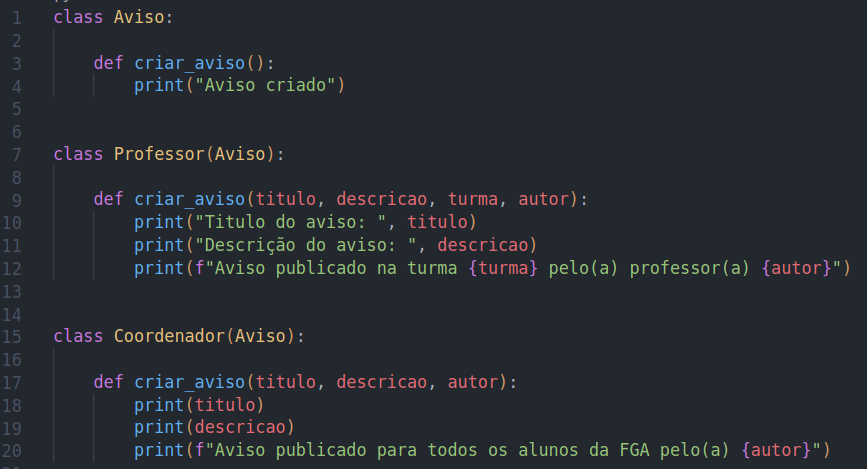 1 class Aviso:
2
3     def criar_aviso():
4         print("Aviso criado")
5
6
7 class Professor(Aviso):
8
9     def criar_aviso(titulo, descricao, turma, autor):
10         print("Titulo do aviso: ", titulo)
11         print("Descrição do aviso: ", descricao)
12         print(f"Aviso publicado na turma {turma} pelo(a) professor(a) {autor}")
13
14
15 class Coordenador(Aviso):
16
17     def criar_aviso(titulo, descricao, autor):
18         print(titulo)
19         print(descricao)
20         print(f"Aviso publicado para todos os alunos da FGA pelo(a) {autor}")